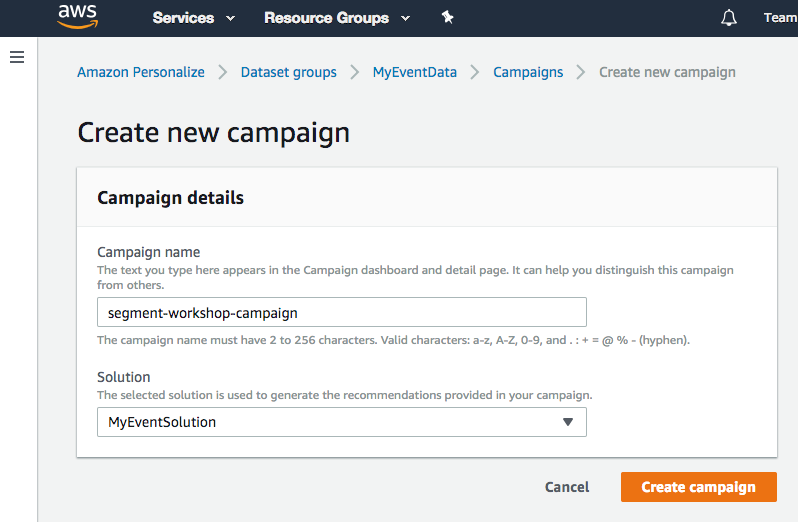 aws Services Resource Groups Team
Amazon Personalize Dataset groups MyEventData Campaigns Create new campaign
Create new campaign
Campaign details
Campaign name
The text you type here appears in the Campaign dashboard and detail page. It can help you distinguish this campaign
from others.
segment-workshop-campaign
The campaign name must have 2 to 256 characters. Valid characters: a-z, A-Z, 0-9, and . : + = @ % - (hyphen).
Solution
The selected solution is used to generate the recommendations provided in your campaign.
MyEventSolution
Cancel Create campaign